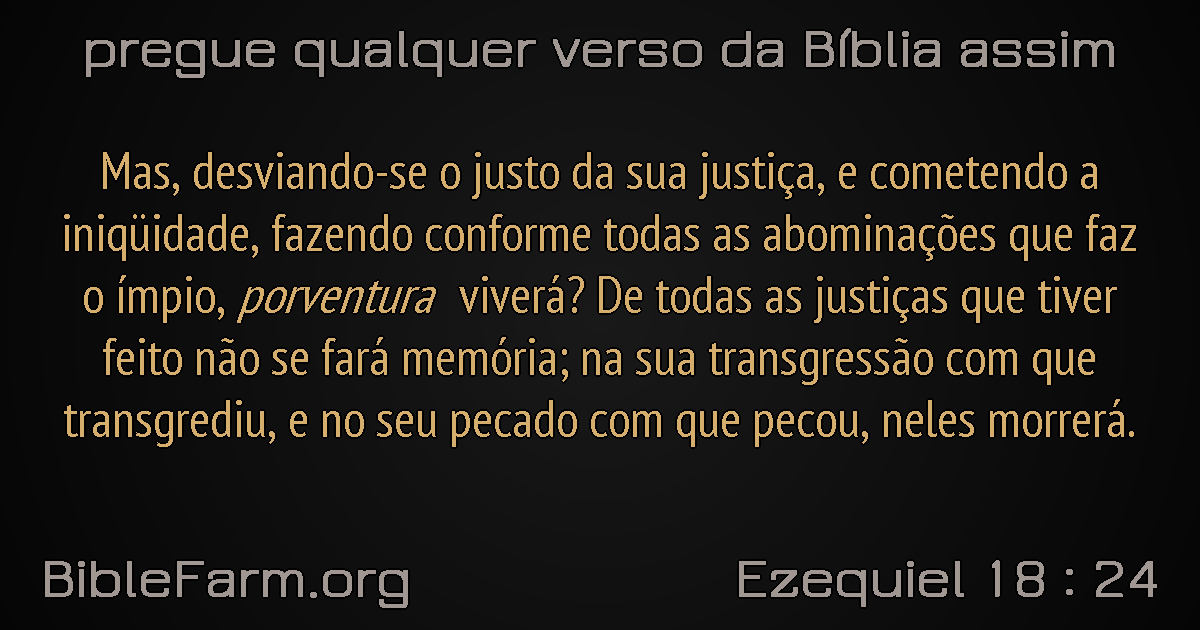 pregue qualquer verso da Bíblia assim
Mas, desviando-se o justo da sua justiça, e cometendo a
iniqüidade, fazendo conforme todas as abominações que faz
o ímpio, porventura viverá? De todas as justiças que tiver
feito não se fará memória; na sua transgressão com que
transgrediu, e no seu pecado com que pecou, neles morrerá.
BibleFarm.org
Ezequiel 18 : 24